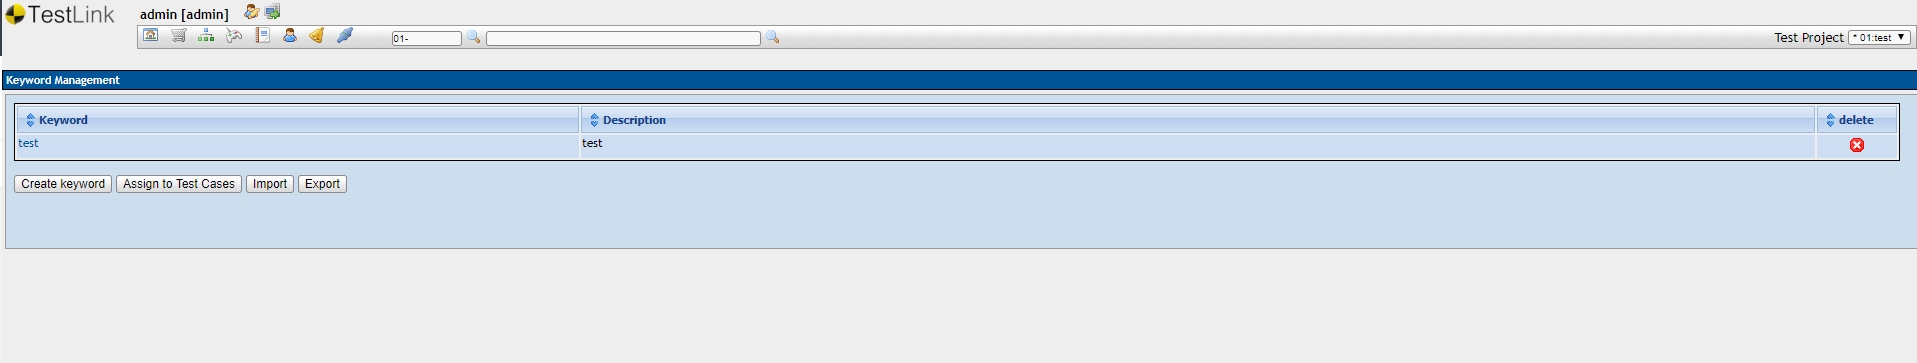 TestLink admin [admin]
01- Test Project * 01:test
Keyword Management
Keyword Description delete
test test
Create keyword Assign to Test Cases Import Export